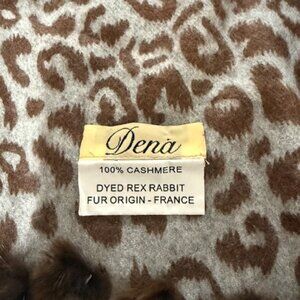 Dena
100% CASHMERE
DYED REX RABBIT
FUR ORIGIN - FRANCE